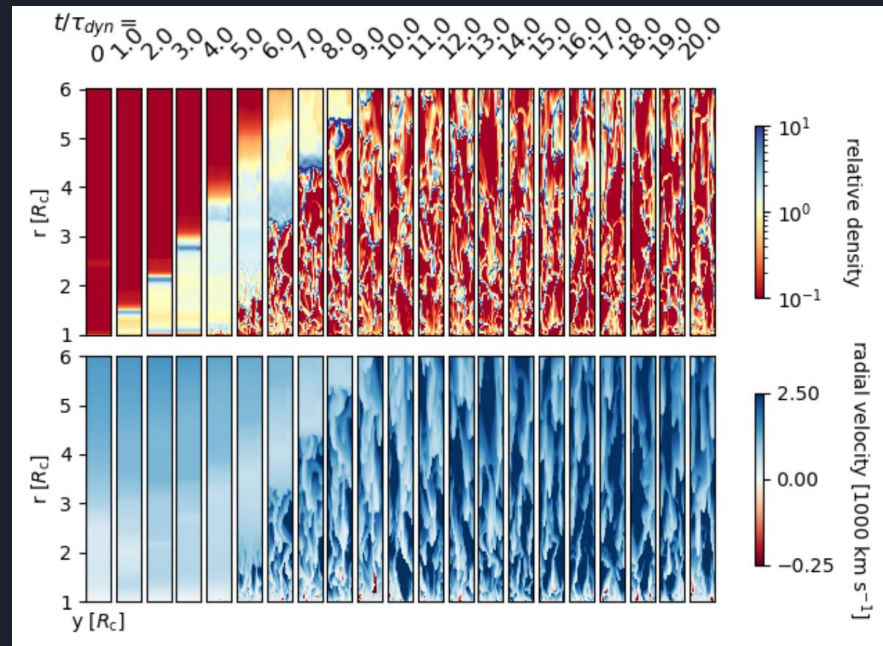 t/τdyn =
0 1.0 2.0 3.0 4.0 5.0 6.0 7.0 8.0 9.0 10.0 11.0 12.0 13.0 14.0 15.0 16.0 17.0 18.0 19.0 20.0
6
5
4
3
2
1
r [Rc]
10¹
10⁰
10⁻¹
relative density
6
5
4
3
2
1
r [Rc]
y [Rc]
2.50
0.00
−0.25
radial velocity [1000 km s⁻¹]